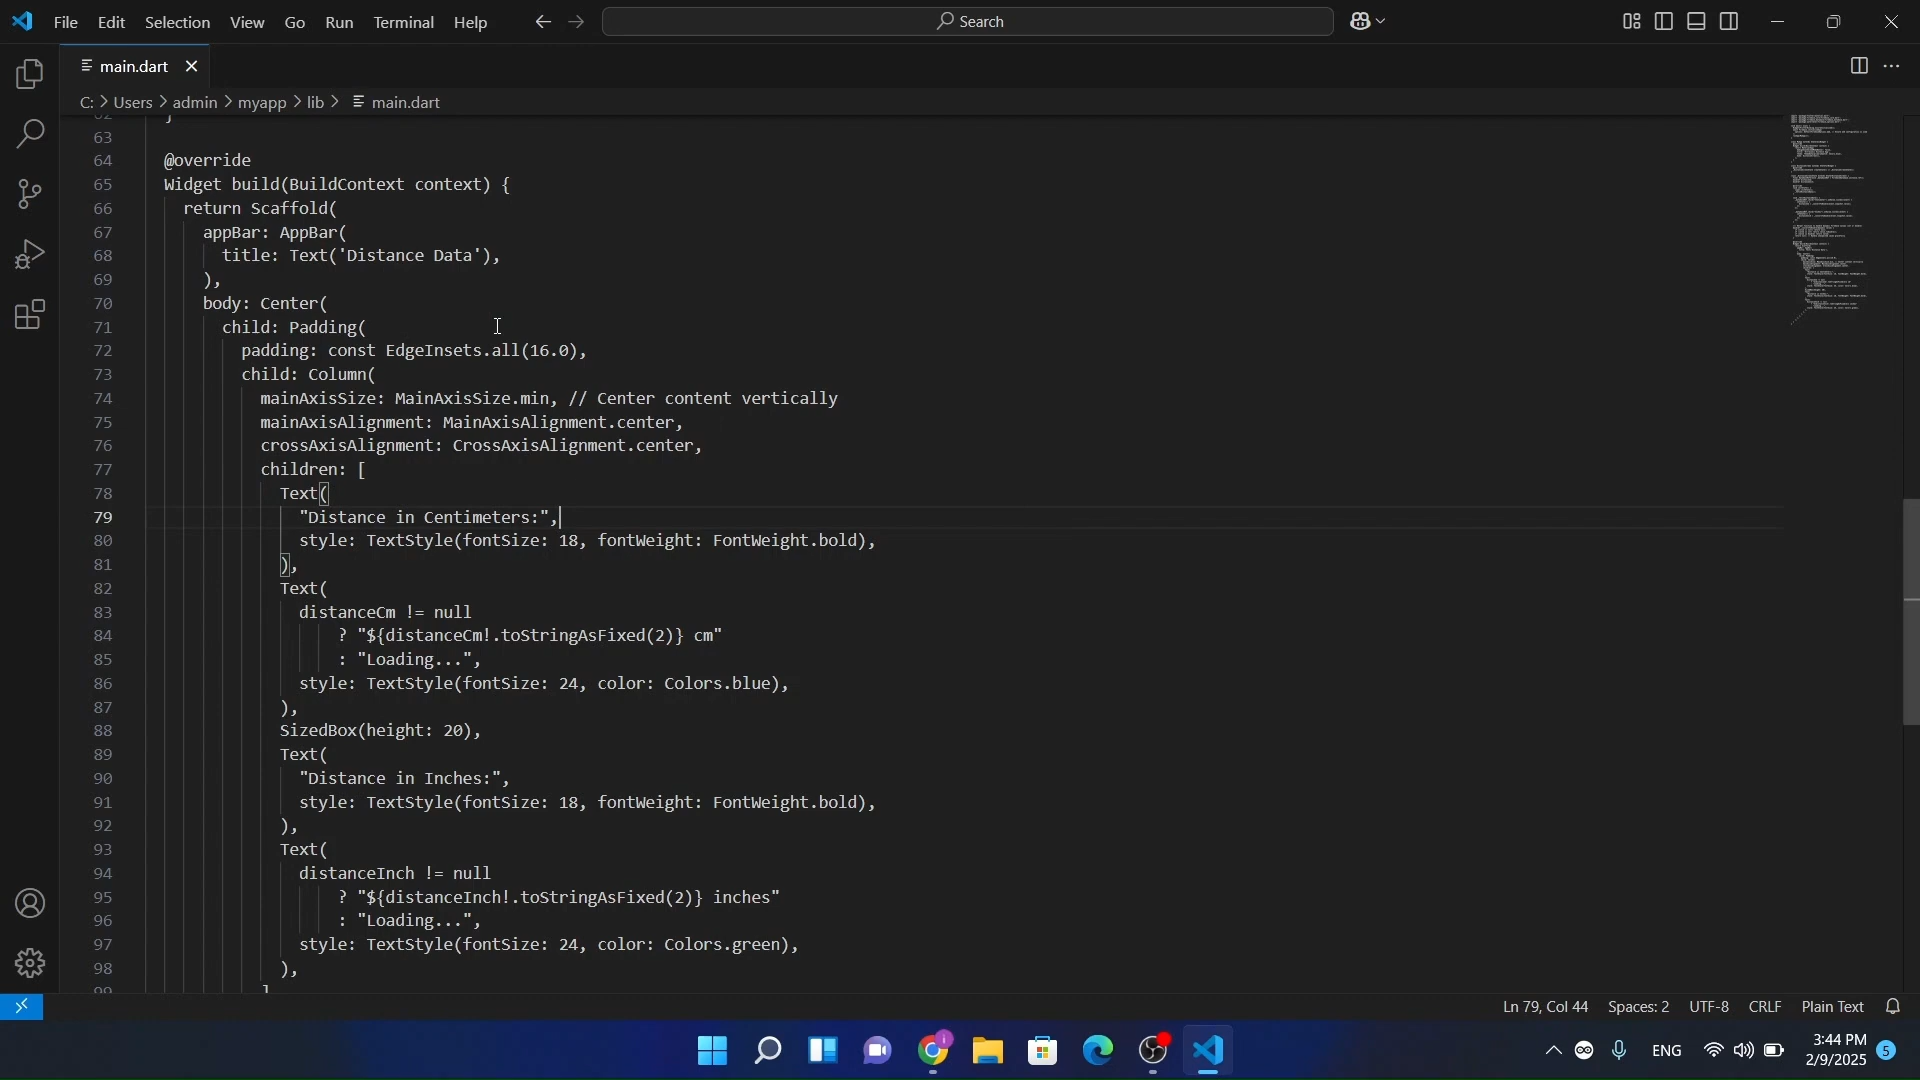 File Edit Selection View Go Run Terminal Help Search
main.dart
C: > Users > admin > myapp > lib > main.dart
62 }
63
64 @override
65 Widget build(BuildContext context) {
66 return Scaffold(
67 appBar: AppBar(
68 title: Text('Distance Data'),
69 ),
70 body: Center(
71 child: Padding(
72 padding: const EdgeInsets.all(16.0),
73 child: Column(
74 mainAxisSize: MainAxisSize.min, // Center content vertically
75 mainAxisAlignment: MainAxisAlignment.center,
76 crossAxisAlignment: CrossAxisAlignment.center,
77 children: [
78 Text(
79 "Distance in Centimeters:",
80 style: TextStyle(fontSize: 18, fontWeight: FontWeight.bold),
81 ),
82 Text(
83 distanceCm != null
84 ? "${distanceCm!.toStringAsFixed(2)} cm"
85 : "Loading...",
86 style: TextStyle(fontSize: 24, color: Colors.blue),
87 ),
88 SizedBox(height: 20),
89 Text(
90 "Distance in Inches:",
91 style: TextStyle(fontSize: 18, fontWeight: FontWeight.bold),
92 ),
93 Text(
94 distanceInch != null
95 ? "${distanceInch!.toStringAsFixed(2)} inches"
96 : "Loading...",
97 style: TextStyle(fontSize: 24, color: Colors.green),
98 ),
99 ]
Ln 79, Col 44 Spaces: 2 UTF-8 CRLF Plain Text
ENG 3:44 PM
2/9/2025 5